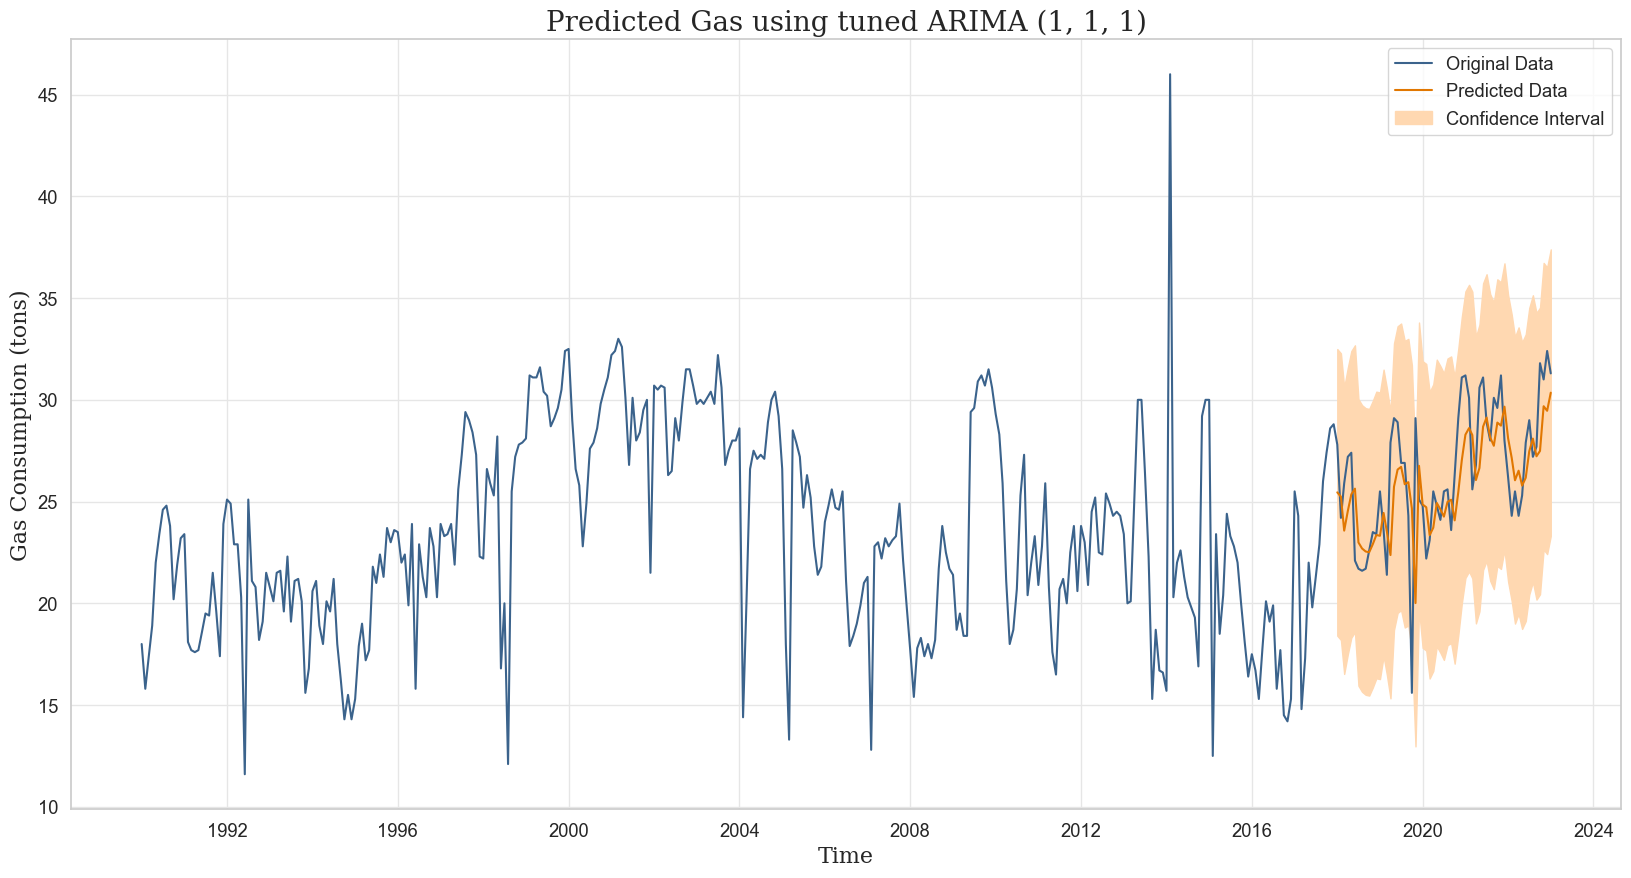 Predicted Gas using tuned ARIMA (1, 1, 1)
Original Data
Predicted Data
Confidence Interval
Gas Consumption (tons)
45
40
35
30
25
20
15
10
1992
1996
2000
2004
2008
2012
2016
2020
2024
Time